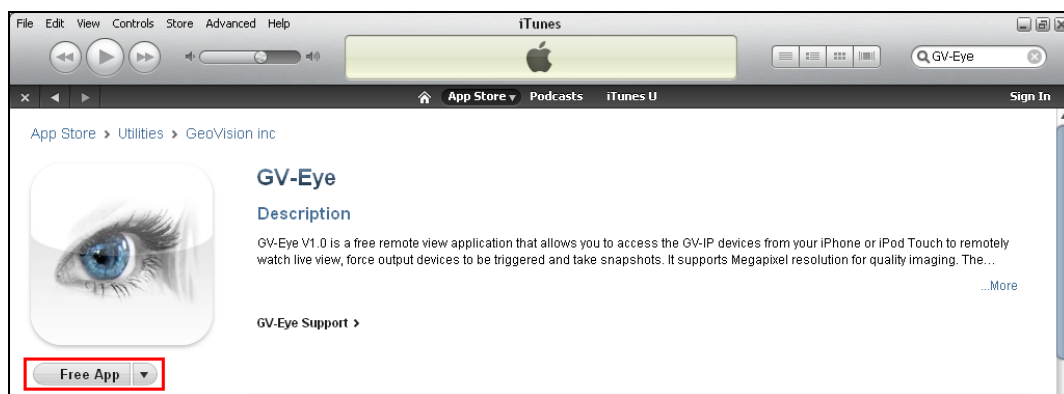 File Edit View Controls Store Advanced Help
iTunes
GV-Eye
App Store Podcasts iTunes U
Sign In
App Store > Utilities > GeoVision inc
GV-Eye
Description
GV-Eye V1.0 is a free remote view application that allows you to access the GV-IP devices from your iPhone or iPod Touch to remotely
watch live view, force output devices to be triggered and take snapshots. It supports Megapixel resolution for quality imaging. The...
...More
GV-Eye Support >
Free App